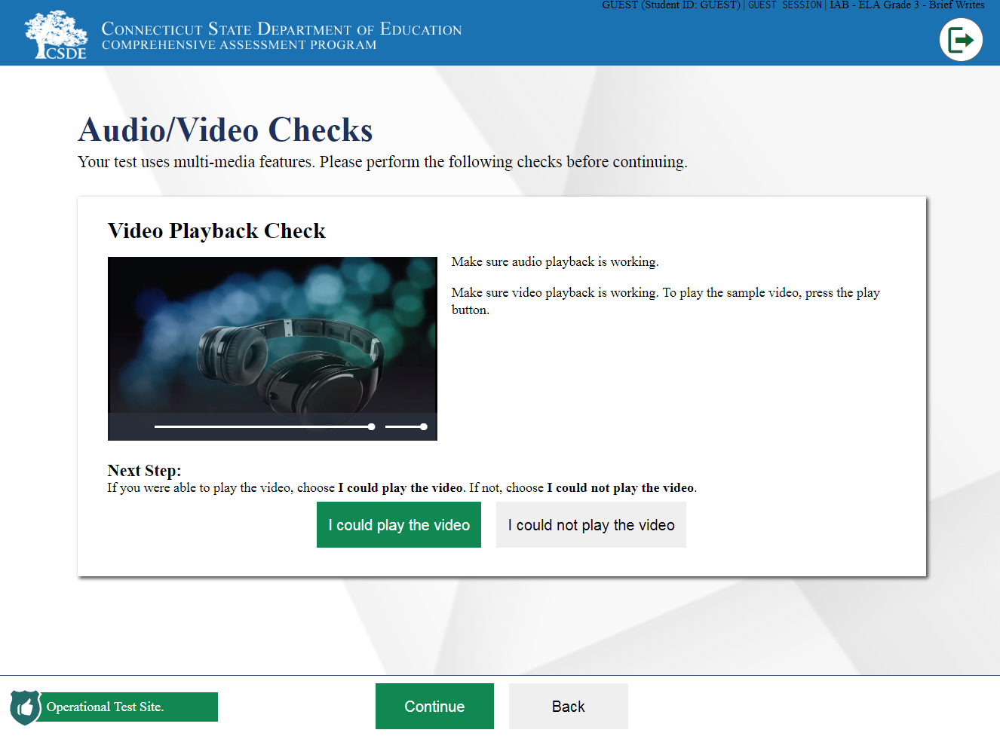 GUEST (Student ID: GUEST) | GUEST SESSION | IAB - ELA Grade 3 - Brief Writes
CSDE
CONNECTICUT STATE DEPARTMENT OF EDUCATION
COMPREHENSIVE ASSESSMENT PROGRAM
Audio/Video Checks
Your test uses multi-media features. Please perform the following checks before continuing.
Video Playback Check
Make sure audio playback is working.
Make sure video playback is working. To play the sample video, press the play
button.
Next Step:
If you were able to play the video, choose I could play the video. If not, choose I could not play the video.
I could play the video
I could not play the video
Operational Test Site.
Continue
Back